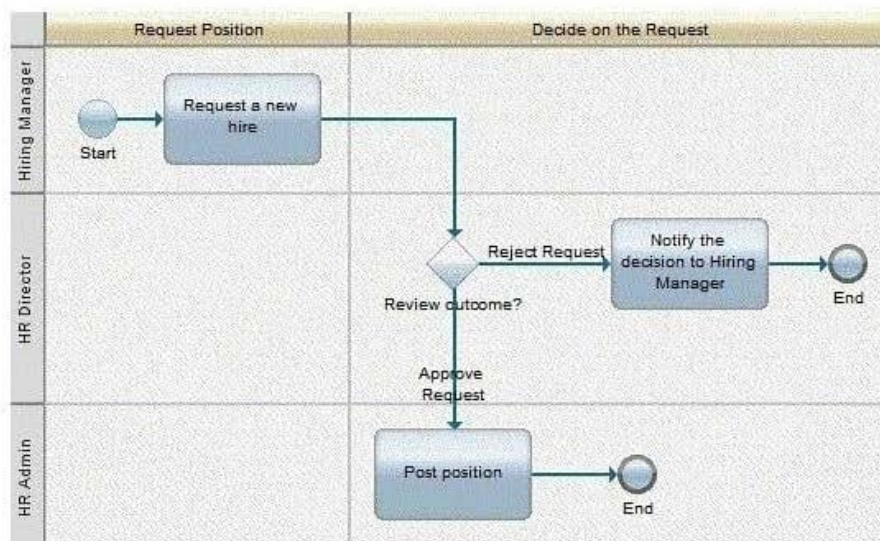 Request Position
Decide on the Request
Hiring Manager
Start
Request a new
hire
HR Director
Review outcome?
Reject Request
Notify the
decision to Hiring
Manager
End
Approve
Request
HR Admin
Post position
End